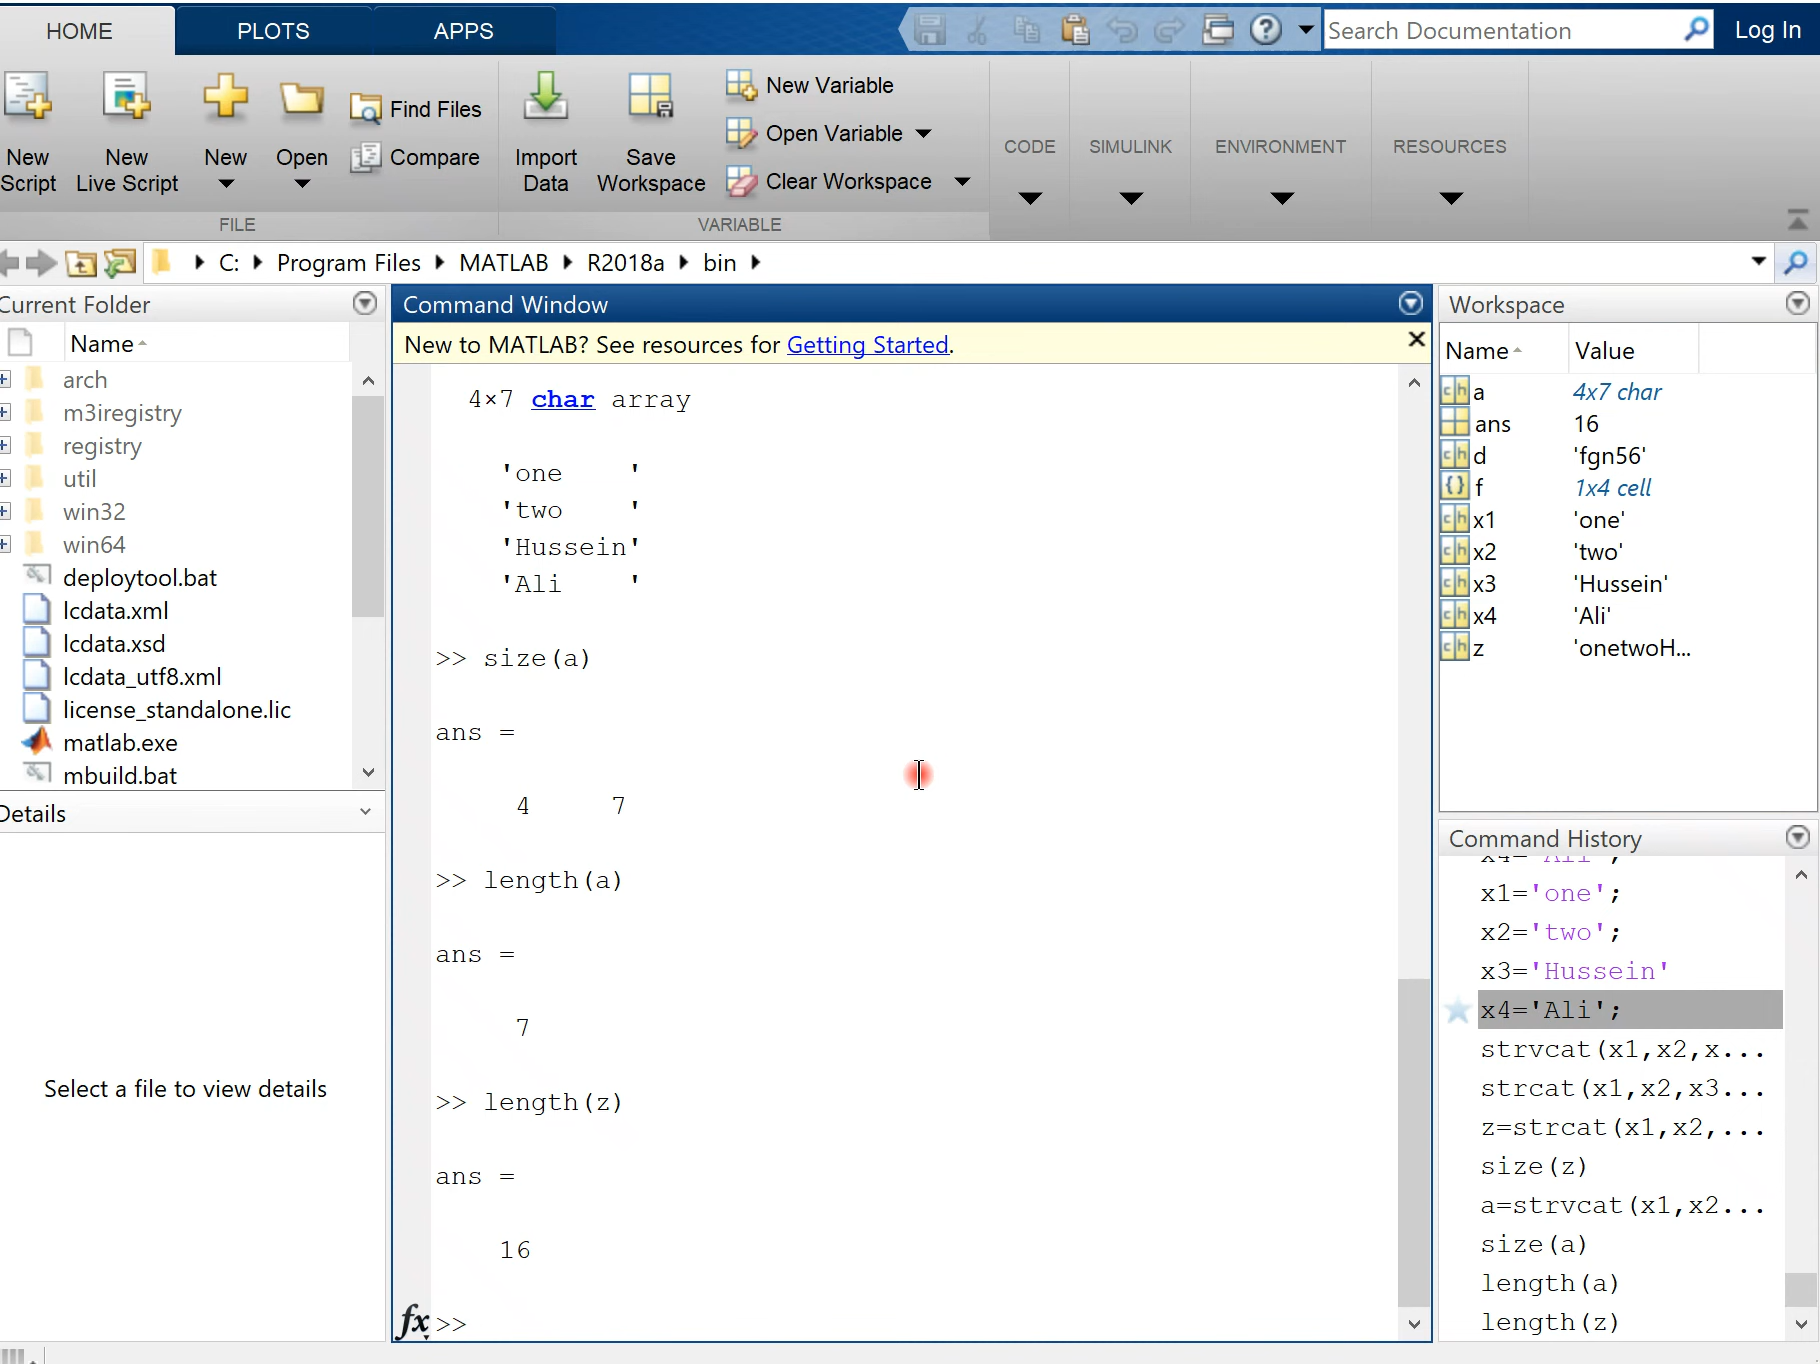 HOME PLOTS APPS
Search Documentation
Log In
New Script
New Live Script
New
Open
Find Files
Compare
FILE
Import Data
Save Workspace
New Variable
Open Variable
Clear Workspace
VARIABLE
CODE
SIMULINK
ENVIRONMENT
RESOURCES
C: Program Files MATLAB R2018a bin
Current Folder
Name
arch
m3iregistry
registry
util
win32
win64
deploytool.bat
lcdata.xml
lcdata.xsd
lcdata_utf8.xml
license_standalone.lic
matlab.exe
mbuild.bat
Details
Select a file to view details
Command Window
New to MATLAB? See resources for Getting Started.
4×7 char array
'one    '
'two    '
'Hussein'
'Ali    '
>> size(a)
ans =
4 7
>> length(a)
ans =
7
>> length(z)
ans =
16
fx >>
Workspace
Name Value
a 4x7 char
ans 16
d 'fgn56'
f 1x4 cell
x1 'one'
x2 'two'
x3 'Hussein'
x4 'Ali'
z 'onetwoH...
Command History
x4='Ali';
x1='one';
x2='two';
x3='Hussein'
x4='Ali';
strvcat(x1,x2,x...
strcat(x1,x2,x3...
z=strcat(x1,x2,...
size(z)
a=strvcat(x1,x2...
size(a)
length(a)
length(z)